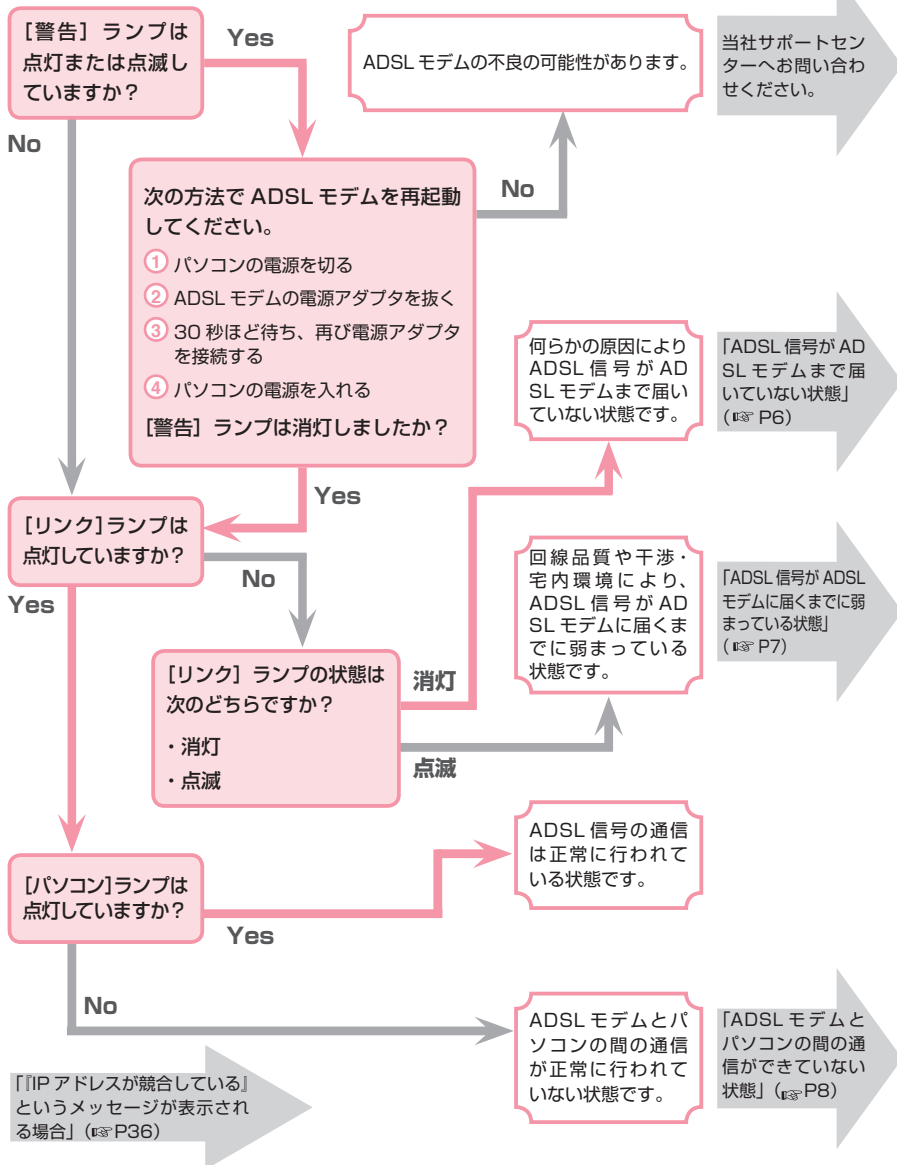 ［警告］ランプは
点灯または点滅し
ていますか？
Yes
No
ADSL モデムの不良の可能性があります。
当社サポートセン
ターへお問い合わ
せください。
次の方法で ADSL モデムを再起動
してください。
① パソコンの電源を切る
② ADSL モデムの電源アダプタを抜く
③ 30 秒ほど待ち、再び電源アダプタ
を接続する
④ パソコンの電源を入れる
［警告］ランプは消灯しましたか？
No
Yes
何らかの原因により
ADSL 信号が AD
SL モデムまで届い
ていない状態です。
「ADSL 信号が AD
SL モデムまで届
いていない状態」
（☞ P6）
［リンク］ランプは
点灯していますか？
No
Yes
［リンク］ランプの状態は
次のどちらですか？
・消灯
・点滅
消灯
点滅
回線品質や干渉・
宅内環境により、
ADSL 信号が AD
SL モデムに届くま
でに弱まっている
状態です。
「ADSL 信号が ADSL
モデムに届くまでに弱
まっている状態」
（☞ P7）
［パソコン］ランプは
点灯していますか？
Yes
No
ADSL 信号の通信
は正常に行われて
いる状態です。
ADSL モデムとパ
ソコンの間の通信
が正常に行われて
いない状態です。
「ADSL モデムと
パソコンの間の通
信ができていない
状態」（☞P8）
「『IP アドレスが競合している』
というメッセージが表示され
る場合」（☞P36）